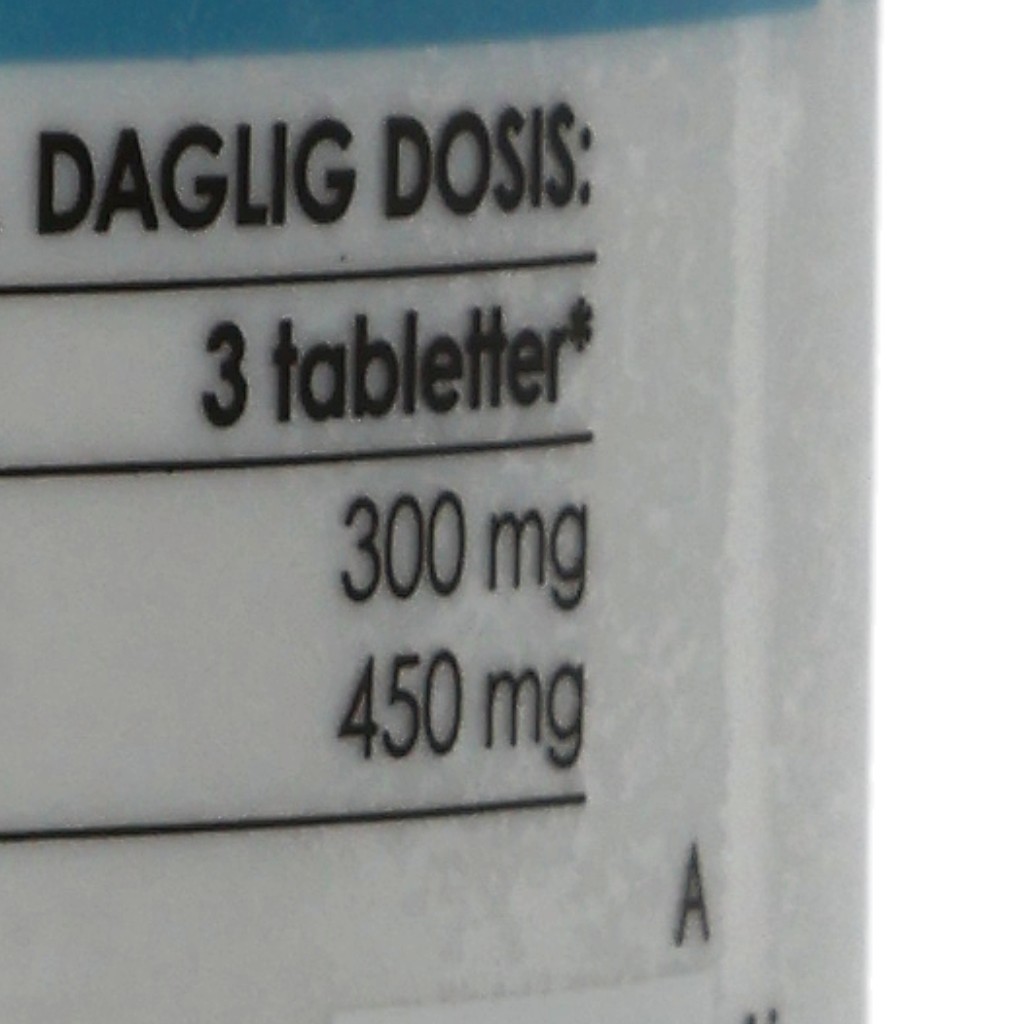 DAGLIG DOSIS:
3 tabletter*
300 mg
450 mg
A